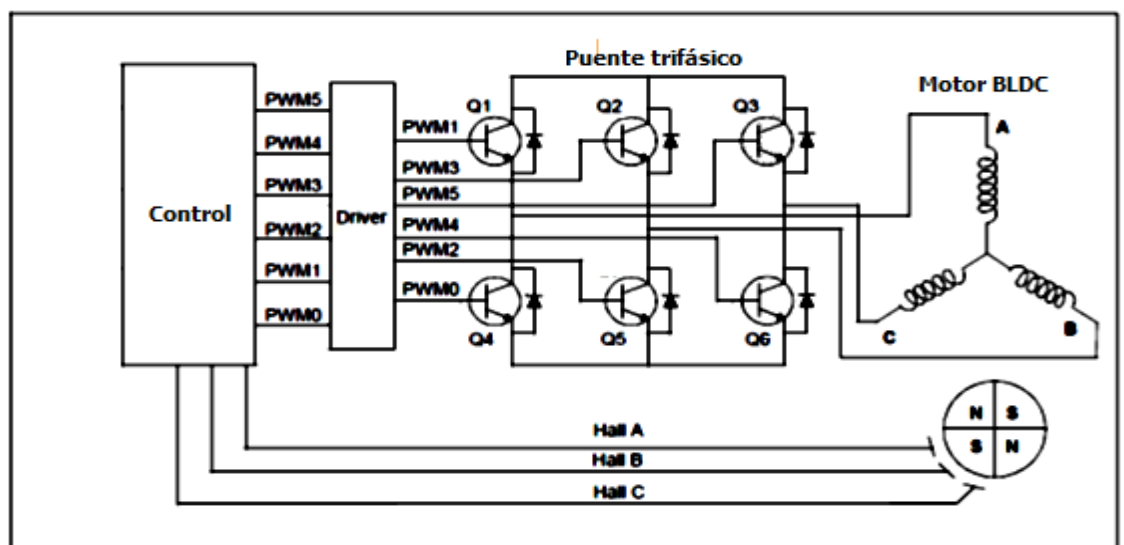 Puente trifásico
Motor BLDC
Control
PWM5
PWM4
PWM3
PWM2
PWM1
PWM0
Driver
PWM1
PWM3
PWM5
PWM4
PWM2
PWM0
Q1
Q2
Q3
Q4
Q5
Q6
A
C
B
Hall A
Hall B
Hall C
N S
S N